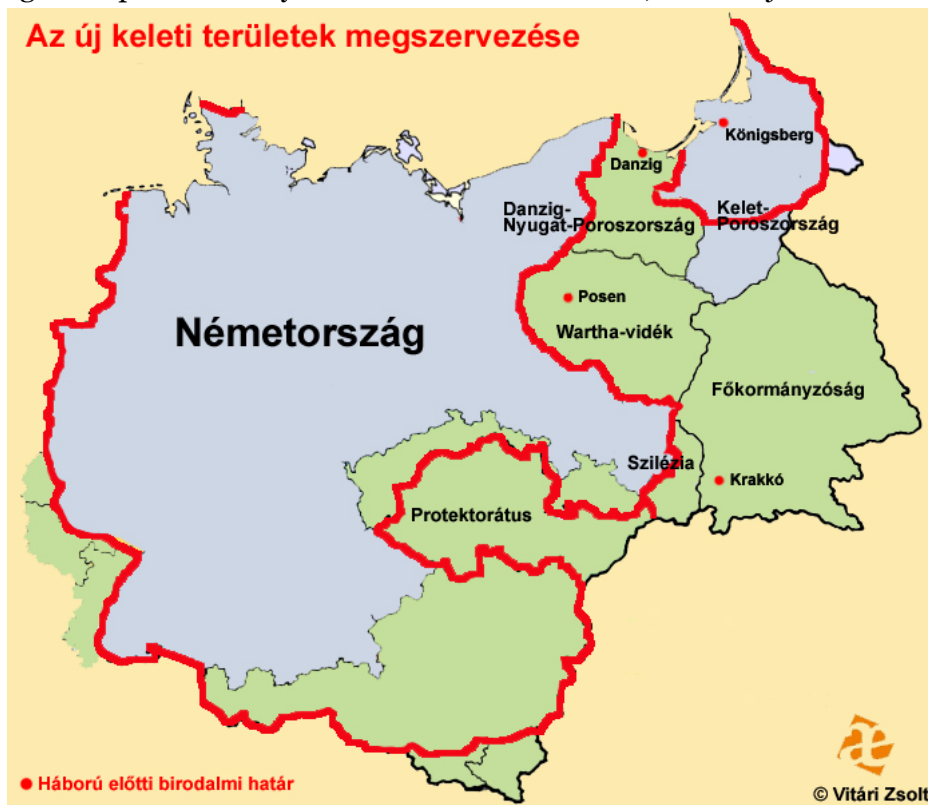 Az új keleti területek megszervezése
Königsberg
Danzig
Danzig-
Nyugat-Poroszország
Kelet-
Poroszország
Posen
Wartha-vidék
Németország
Főkormányzóság
Szilézia
Krakkó
Protektorátus
Háború előtti birodalmi határ
© Vitári Zsolt